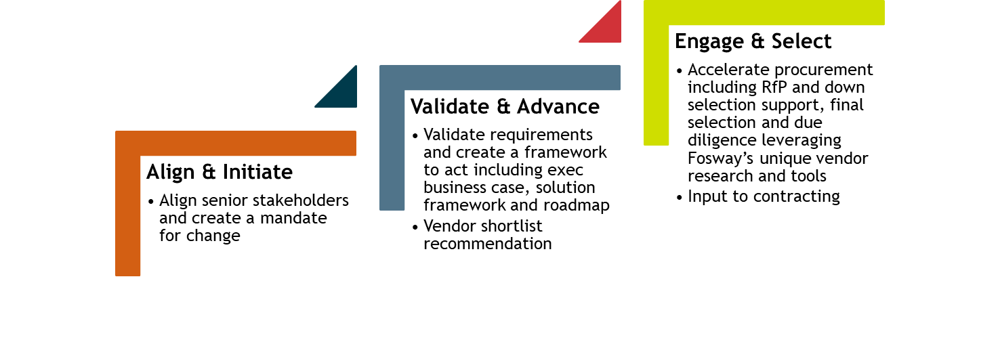 Align & Initiate
• Align senior stakeholders
and create a mandate
for change
Validate & Advance
• Validate requirements
and create a framework
to act including exec
business case, solution
framework and roadmap
• Vendor shortlist
recommendation
Engage & Select
• Accelerate procurement
including RfP and down
selection support, final
selection and due
diligence leveraging
Fosway’s unique vendor
research and tools
• Input to contracting